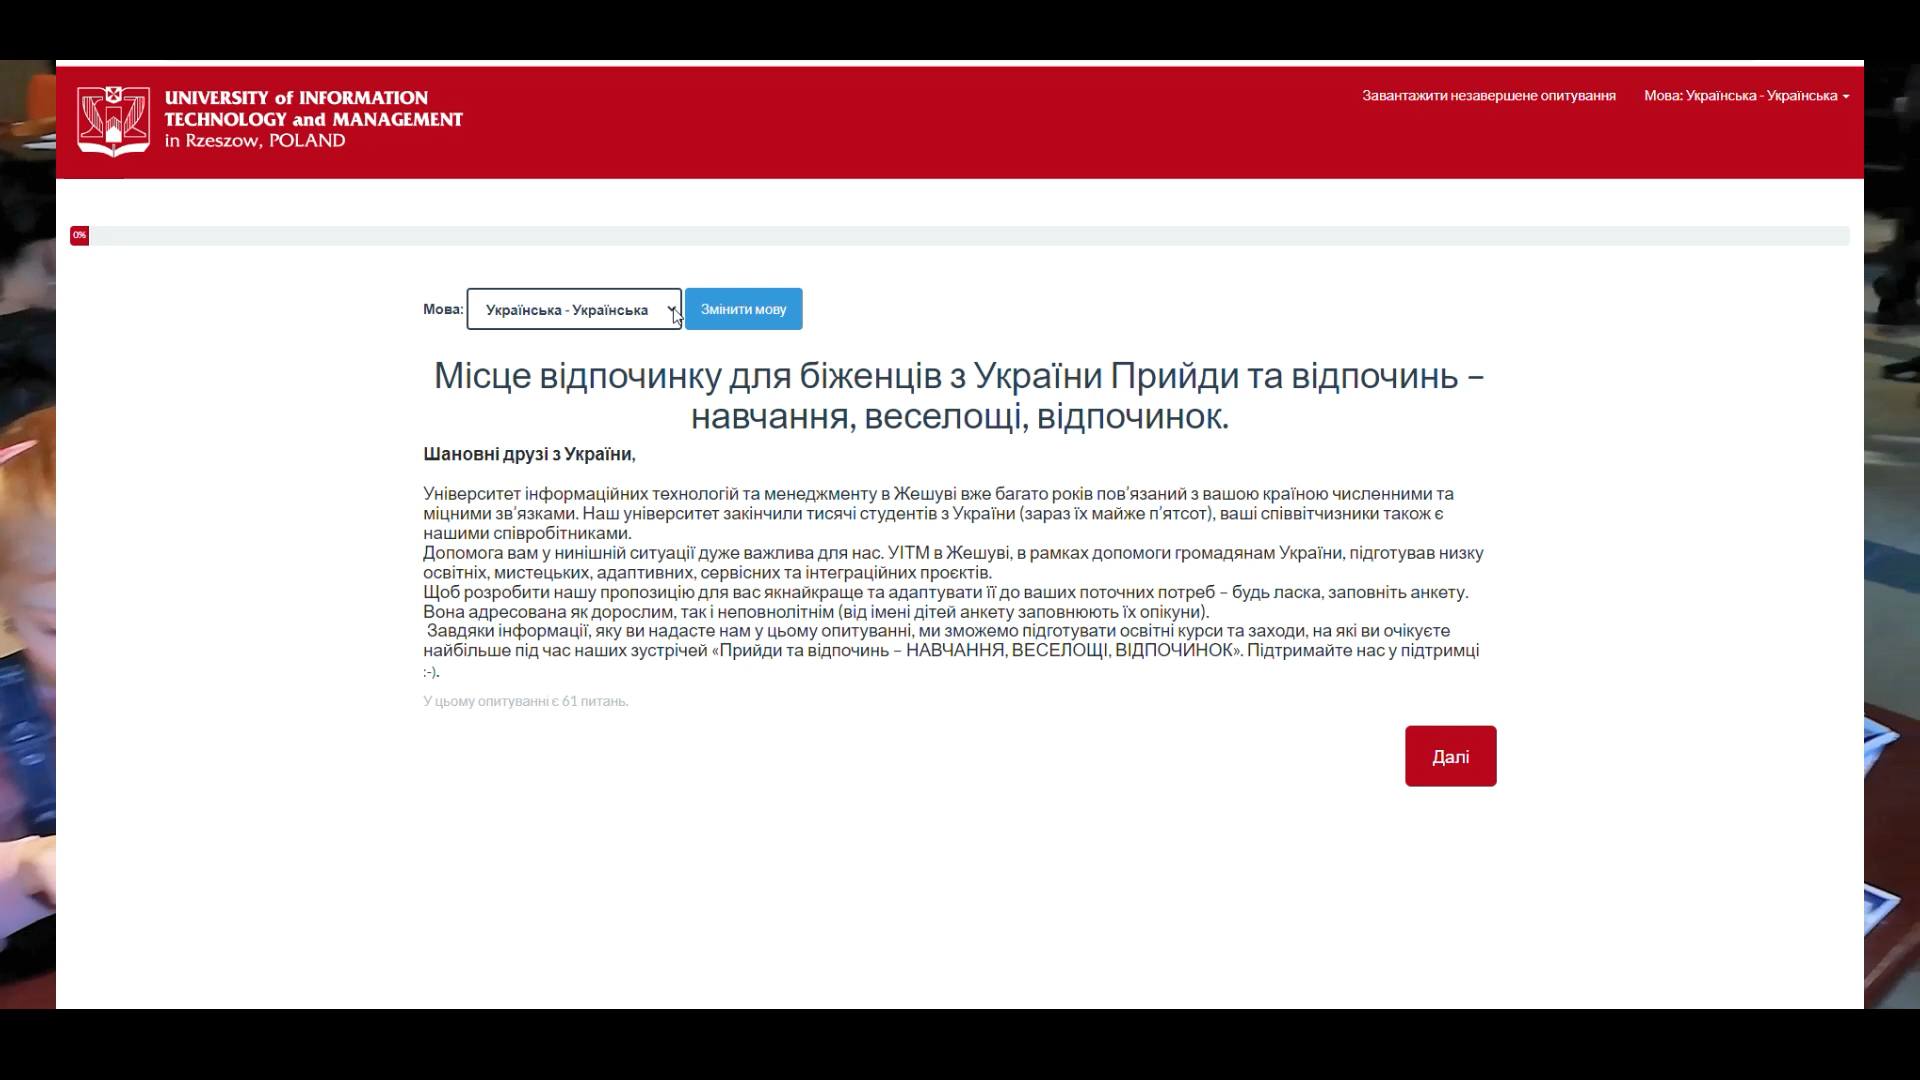 UNIVERSITY of INFORMATION
TECHNOLOGY and MANAGEMENT
in Rzeszow, POLAND
Завантажити незавершене опитування
Мова: Українська - Українська
0%
Мова:
Українська - Українська
Змінити мову
Місце відпочинку для біженців з України Прийди та відпочинь –
навчання, веселощі, відпочинок.
Шановні друзі з України,
Університет інформаційних технологій та менеджменту в Жешуві вже багато років пов’язаний з вашою країною численними та
міцними зв’язками. Наш університет закінчили тисячі студентів з України (зараз їх майже п’ятсот), ваші співвітчизники також є
нашими співробітниками.
Допомога вам у нинішній ситуації дуже важлива для нас. УІТМ в Жешуві, в рамках допомоги громадянам України, підготував низку
освітніх, мистецьких, адаптивних, сервісних та інтеграційних проєктів.
Щоб розробити нашу пропозицію для вас якнайкраще та адаптувати її до ваших поточних потреб – будь ласка, заповніть анкету.
Вона адресована як дорослим, так і неповнолітнім (від імені дітей анкету заповнюють їх опікуни).
Завдяки інформації, яку ви надасте нам у цьому опитуванні, ми зможемо підготувати освітні курси та заходи, на які ви очікуєте
найбільше під час наших зустрічей «Прийди та відпочинь – НАВЧАННЯ, ВЕСЕЛОЩІ, ВІДПОЧИНОК». Підтримайте нас у підтримці
:-).
У цьому опитуванні є 61 питань.
Далі